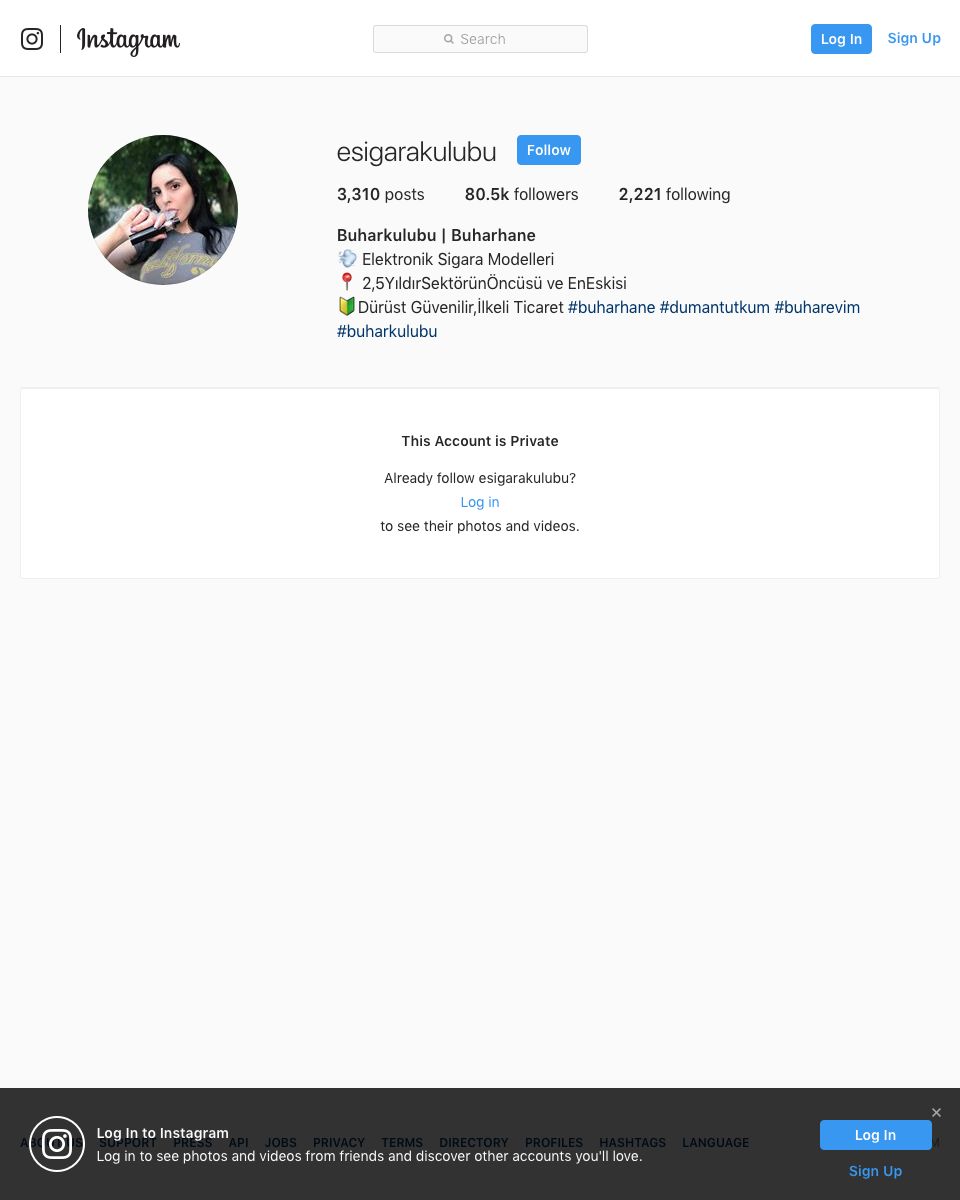 Instagram
Search
Log In
Sign Up
esigarakulubu
Follow
3,310 posts
80.5k followers
2,221 following
Buharkulubu | Buharhane
💨 Elektronik Sigara Modelleri
📍 2,5YıldırSektörünÖncüsü ve EnEskisi
🔰Dürüst Güvenilir,İlkeli Ticaret #buharhane #dumantutkum #buharevim
#buharkulubu
This Account is Private
Already follow esigarakulubu?
Log in
to see their photos and videos.
Log In to Instagram
SUPPORT PRESS API JOBS PRIVACY TERMS DIRECTORY PROFILES HASHTAGS LANGUAGE
Log in to see photos and videos from friends and discover other accounts you'll love.
×
Log In
Sign Up